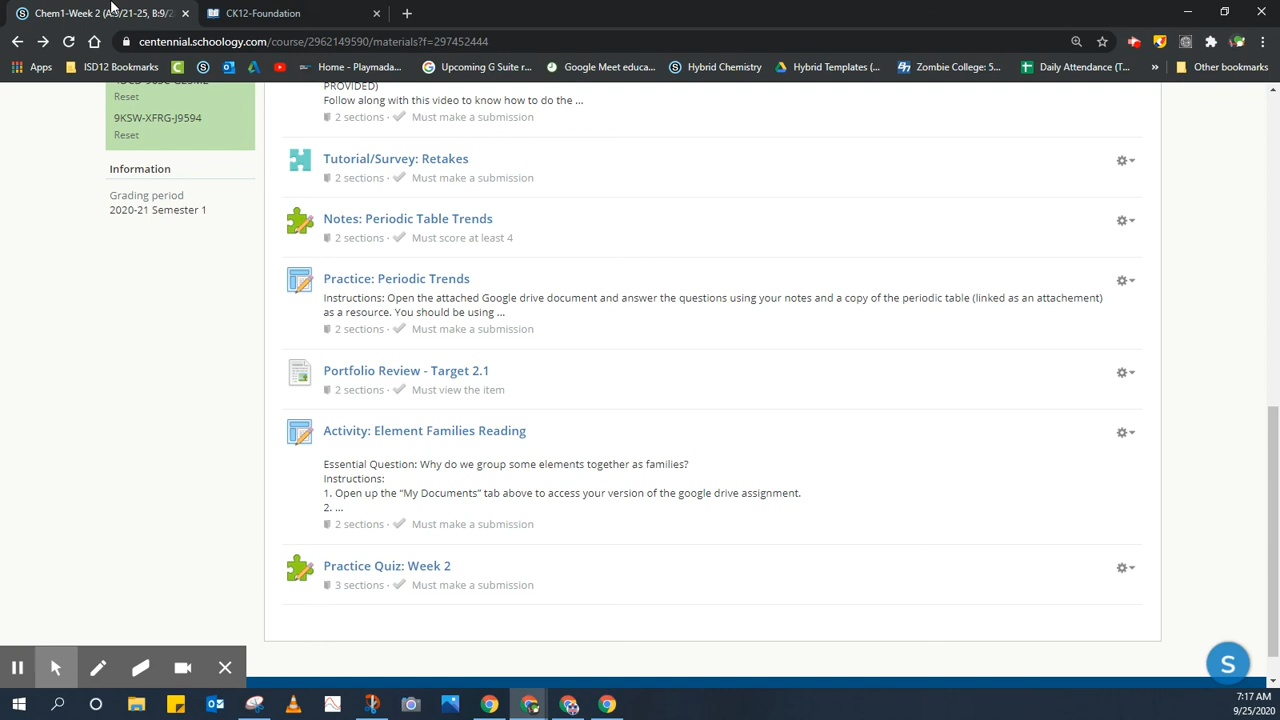 Chem1-Week 2 (A:9/21-25, B:9/2
CK12-Foundation
centennial.schoology.com/course/2962149590/materials?f=297452444
Apps
ISD12 Bookmarks
Home - Playmada...
Upcoming G Suite r...
Google Meet educa...
Hybrid Chemistry
Hybrid Templates (...
Zombie College: 5...
Daily Attendance (T...
»
Other bookmarks
Reset
9KSW-XFRG-J9594
Reset
Information
Grading period
2020-21 Semester 1
PROVIDED)
Follow along with this video to know how to do the ...
2 sections · Must make a submission
Tutorial/Survey: Retakes
2 sections · Must make a submission
Notes: Periodic Table Trends
2 sections · Must score at least 4
Practice: Periodic Trends
Instructions: Open the attached Google drive document and answer the questions using your notes and a copy of the periodic table (linked as an attachement)
as a resource. You should be using ...
2 sections · Must make a submission
Portfolio Review - Target 2.1
2 sections · Must view the item
Activity: Element Families Reading
Essential Question: Why do we group some elements together as families?
Instructions:
1. Open up the “My Documents” tab above to access your version of the google drive assignment.
2. ...
2 sections · Must make a submission
Practice Quiz: Week 2
3 sections · Must make a submission
S
7:17 AM
9/25/2020